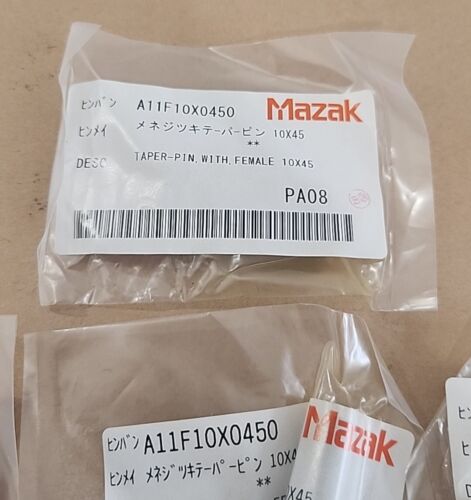 ﾋﾝﾊﾞﾝ A11F10X0450 Mazak
ﾋﾝﾒｲ メネジツキテーパーピン 10X45
**
DESC. TAPER-PIN,WITH,FEMALE 10X45
PA08
Mazak
ﾋﾝﾊﾞﾝ A11F10X0450
ﾋﾝﾒｲ メネジツキテーパーピン 10X4
**